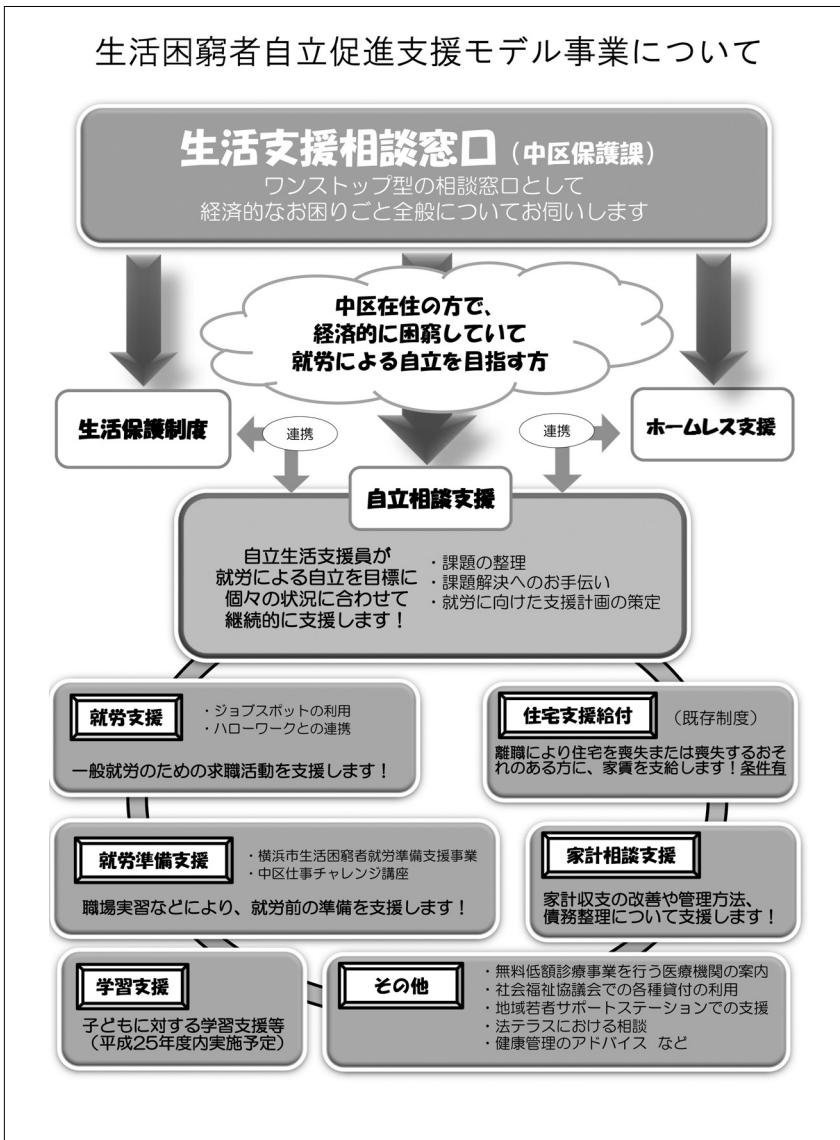 生活困窮者自立促進支援モデル事業について
生活支援相談窓口（中区保護課）
ワンストップ型の相談窓口として
経済的なお困りごと全般についてお伺いします
中区在住の方で、
経済的に困窮していて
就労による自立を目指す方
生活保護制度
連携
連携
ホームレス支援
自立相談支援
自立生活支援員が
就労による自立を目標に
個々の状況に合わせて
継続的に支援します！
・課題の整理
・課題解決へのお手伝い
・就労に向けた支援計画の策定
就労支援
・ジョブスポットの利用
・ハローワークとの連携
一般就労のための求職活動を支援します！
住宅支援給付
（既存制度）
離職により住宅を喪失または喪失するおそ
れのある方に、家賃を支給します！条件有
就労準備支援
・横浜市生活困窮者就労準備支援事業
・中区仕事チャレンジ講座
職場実習などにより、就労前の準備を支援します！
家計相談支援
家計収支の改善や管理方法、
債務整理について支援します！
学習支援
子どもに対する学習支援等
（平成25年度内実施予定）
その他
・無料低額診療事業を行う医療機関の案内
・社会福祉協議会での各種貸付の利用
・地域若者サポートステーションでの支援
・法テラスにおける相談
・健康管理のアドバイス など